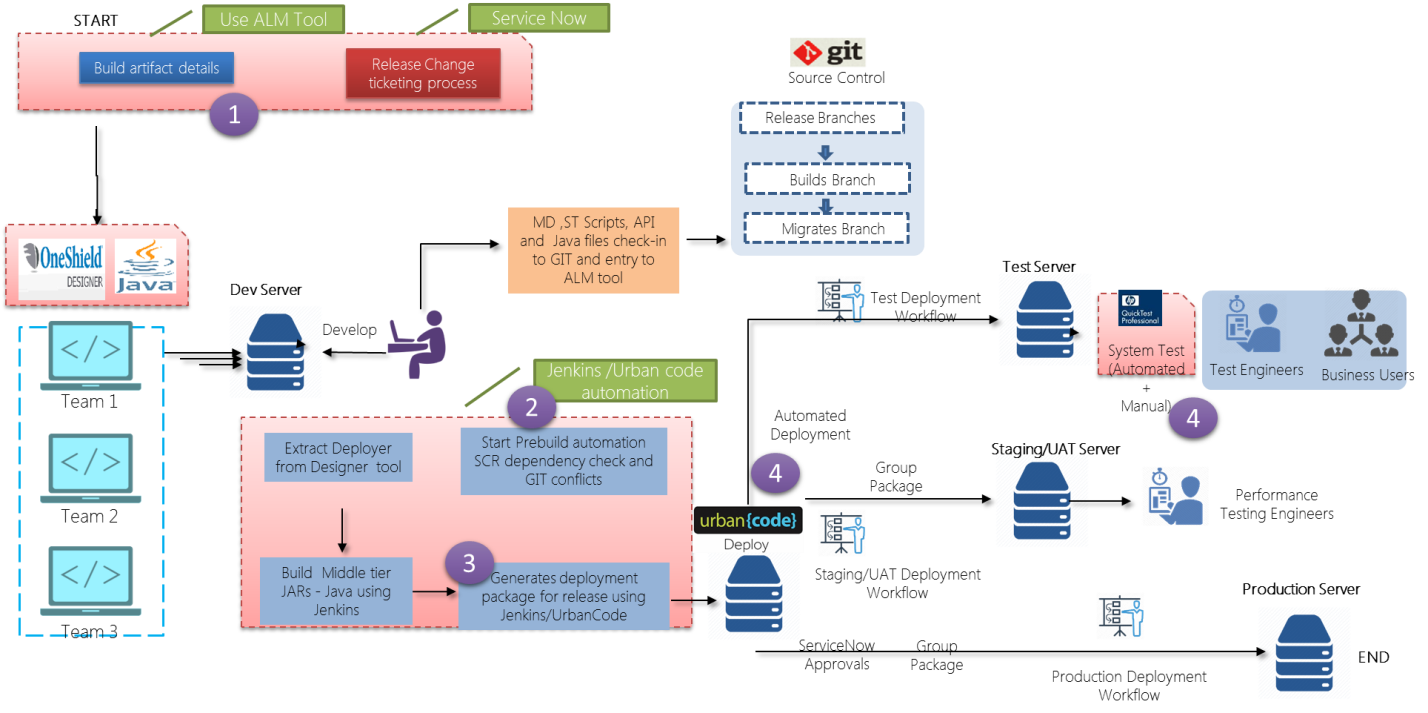 START
Use ALM Tool
Service Now
Build artifact details
Release Change
ticketing process
1
git
Source Control
Release Branches
Builds Branch
Migrates Branch
OneShield
DESIGNER
Java
MD ,ST Scripts, API
and Java files check-in
to GIT and entry to
ALM tool
Dev Server
Develop
Team 1
Team 2
Team 3
Jenkins /Urban code
automation
2
Extract Deployer
from Designer tool
Start Prebuild automation
SCR dependency check and
GIT conflicts
Build Middle tier
JARs - Java using
Jenkins
3
Generates deployment
package for release using
Jenkins/UrbanCode
urban{code}
Deploy
Automated
Deployment
4
Test Deployment
Workflow
Test Server
hp
QuickTest
Professional
System Test
(Automated
+
Manual)
4
Test Engineers
Business Users
Group
Package
Staging/UAT Server
Performance
Testing Engineers
Staging/UAT Deployment
Workflow
ServiceNow
Approvals
Group
Package
Production Deployment
Workflow
Production Server
END